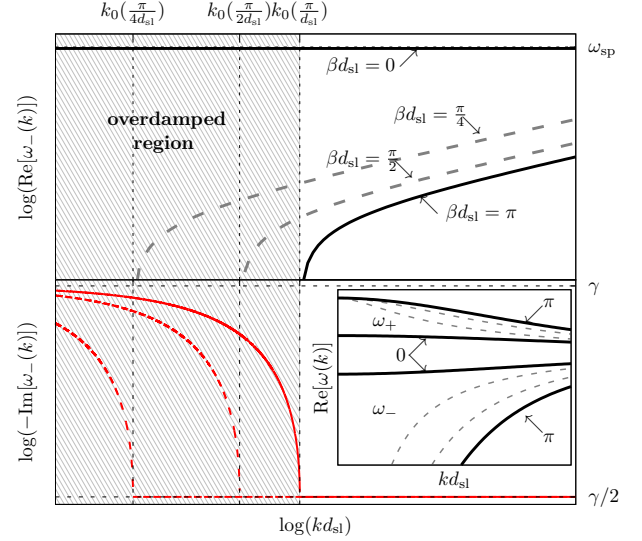 k₀(π/4d_sl) k₀(π/2d_sl) k₀(π/d_sl)
ω_sp
βd_sl = 0
βd_sl = π/4
overdamped
region
βd_sl = π/2
βd_sl = π
log(Re[ω₋(k)])
γ
π
ω₊
0
ω₋
π
Re[ω(k)]
kd_sl
log(−Im[ω₋(k)])
γ/2
log(kd_sl)